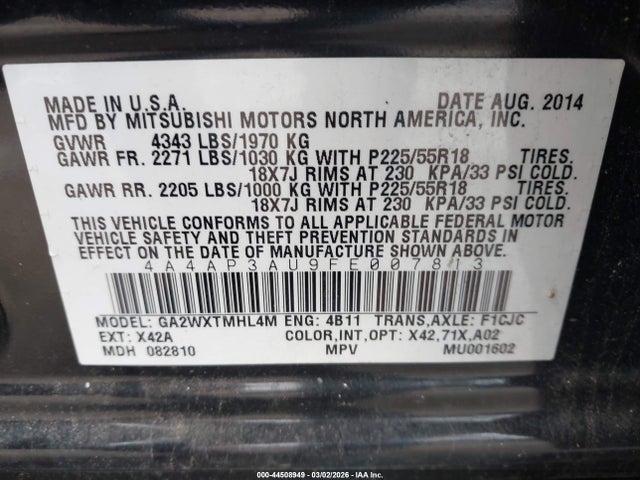 MADE IN U.S.A. DATE AUG. 2014
MFD BY MITSUBISHI MOTORS NORTH AMERICA, INC.
GVWR 4343 LBS/1970 KG
GAWR FR. 2271 LBS/1030 KG WITH P225/55R18 TIRES.
18X7J RIMS AT 230 KPA/33 PSI COLD.
GAWR RR. 2205 LBS/1000 KG WITH P225/55R18 TIRES.
18X7J RIMS AT 230 KPA/33 PSI COLD.
THIS VEHICLE CONFORMS TO ALL APPLICABLE FEDERAL MOTOR
VEHICLE SAFETY AND THEFT PREVENTION STANDARDS IN
EFFECT ON THE DATE OF MANUFACTURE SHOWN ABOVE.
4A4AP3AU9FE007813
MODEL: GA2WXTMHL4M ENG: 4B11 TRANS,AXLE: F1CJC
EXT: X42A COLOR,INT,OPT: X42,71X,A02
MDH 082810 MPV MU001602
000-44508949 - 03/02/2026 - IAA Inc.